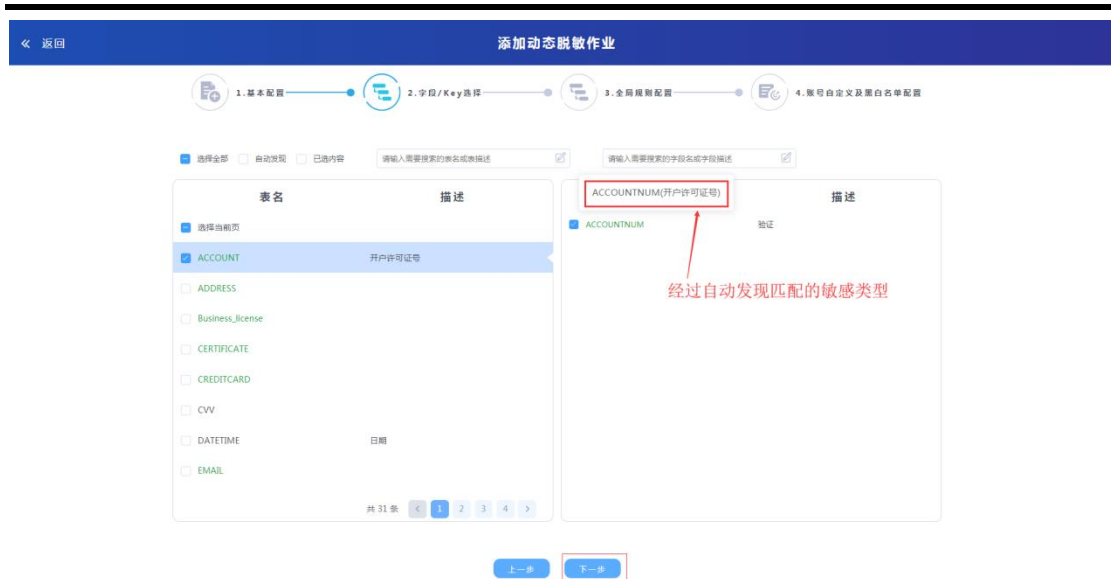 返回
添加动态脱敏作业
1.基本配置
2.字段/Key选择
3.全局规则配置
4.账号自定义及黑白名单配置
选择全部 自动发现 已选内容 请输入需要搜索的表名或表描述 请输入需要搜索的字段名或字段描述
表名 描述
ACCOUNTNUM(开户许可证号) 描述
选择当前页
ACCOUNTNUM 验证
ACCOUNT 开户许可证号
ADDRESS
经过自动发现匹配的敏感类型
Business_license
CERTIFICATE
CREDITCARD
CVV
DATETIME 日期
EMAIL
共 31 条 < 1 2 3 4 >
上一步 下一步